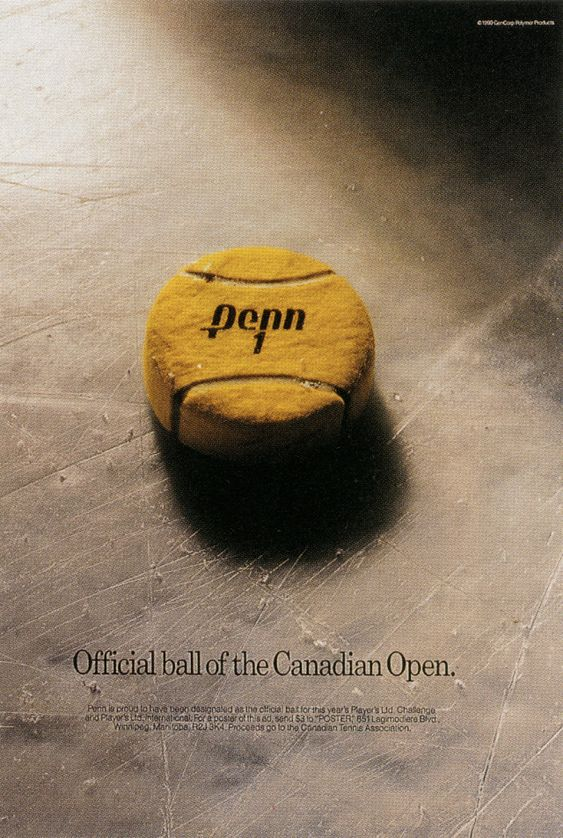 ©1990 GenCorp Polymer Products
penn
1
Official ball of the Canadian Open.
Penn is proud to have been designated as the official ball for this year's Player's Ltd. Challenge
and Player's Ltd. International. For a poster of this ad, send $3 to "POSTER," 651 Lagimodiere Blvd.,
Winnipeg, Manitoba, R2J 3K4. Proceeds go to the Canadian Tennis Association.